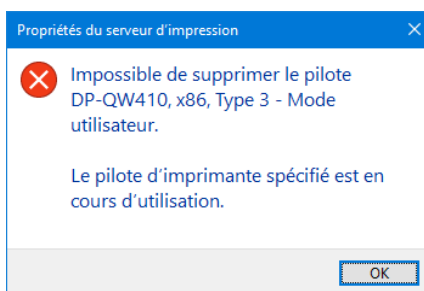 Propriétés du serveur d'impression
Impossible de supprimer le pilote
DP-QW410, x86, Type 3 - Mode
utilisateur.
Le pilote d'imprimante spécifié est en
cours d'utilisation.
OK